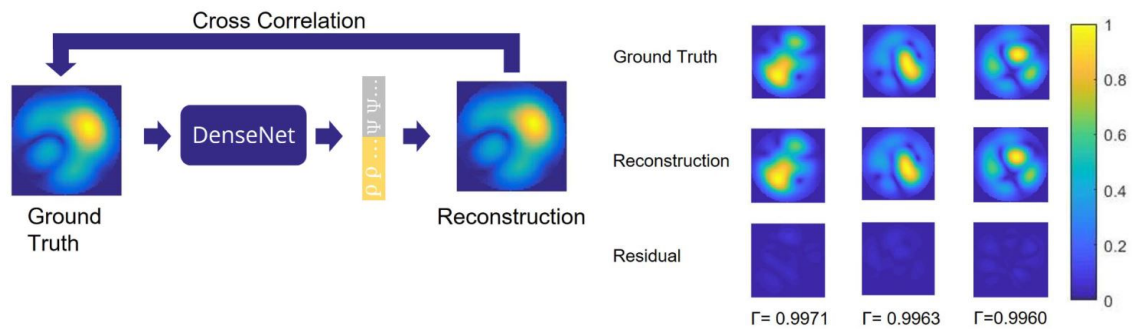 Cross Correlation
DenseNet
ρ ρ ... ψ ψ ...
Ground
Truth
Reconstruction
Ground Truth
Reconstruction
Residual
Γ= 0.9971 Γ= 0.9963 Γ=0.9960
1
0.8
0.6
0.4
0.2
0